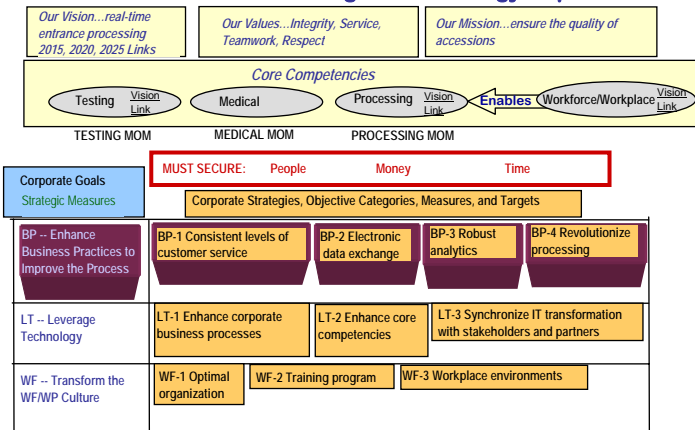 Our Vision…real-time
entrance processing
2015, 2020, 2025 Links
Our Values…Integrity, Service,
Teamwork, Respect
Our Mission…ensure the quality of
accessions
Core Competencies
Testing Vision
Link
Medical
Processing Vision
Link
Enables
Workforce/Workplace Vision
Link
TESTING MOM
MEDICAL MOM
PROCESSING MOM
Corporate Goals
Strategic Measures
MUST SECURE: People Money Time
Corporate Strategies, Objective Categories, Measures, and Targets
BP -- Enhance
Business Practices to
Improve the Process
BP-1 Consistent levels of
customer service
BP-2 Electronic
data exchange
BP-3 Robust
analytics
BP-4 Revolutionize
processing
LT -- Leverage
Technology
LT-1 Enhance corporate
business processes
LT-2 Enhance core
competencies
LT-3 Synchronize IT transformation
with stakeholders and partners
WF -- Transform the
WF/WP Culture
WF-1 Optimal
organization
WF-2 Training program
WF-3 Workplace environments